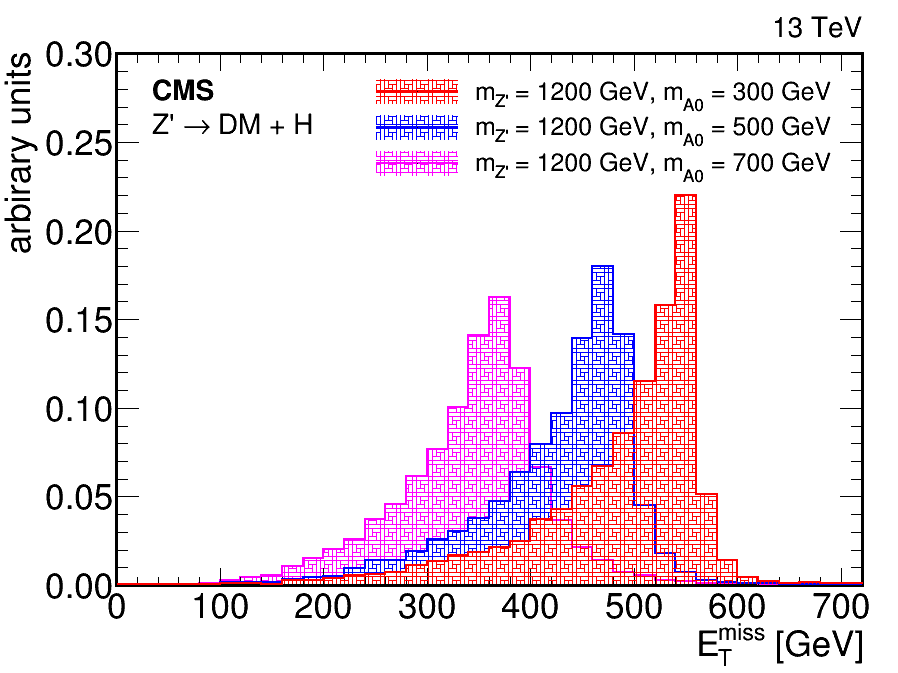 13 TeV
arbirary units
0.30
0.25
0.20
0.15
0.10
0.05
0.00
CMS
Z' → DM + H
m_Z' = 1200 GeV, m_A0 = 300 GeV
m_Z' = 1200 GeV, m_A0 = 500 GeV
m_Z' = 1200 GeV, m_A0 = 700 GeV
0 100 200 300 400 500 600 700
E_T^miss [GeV]